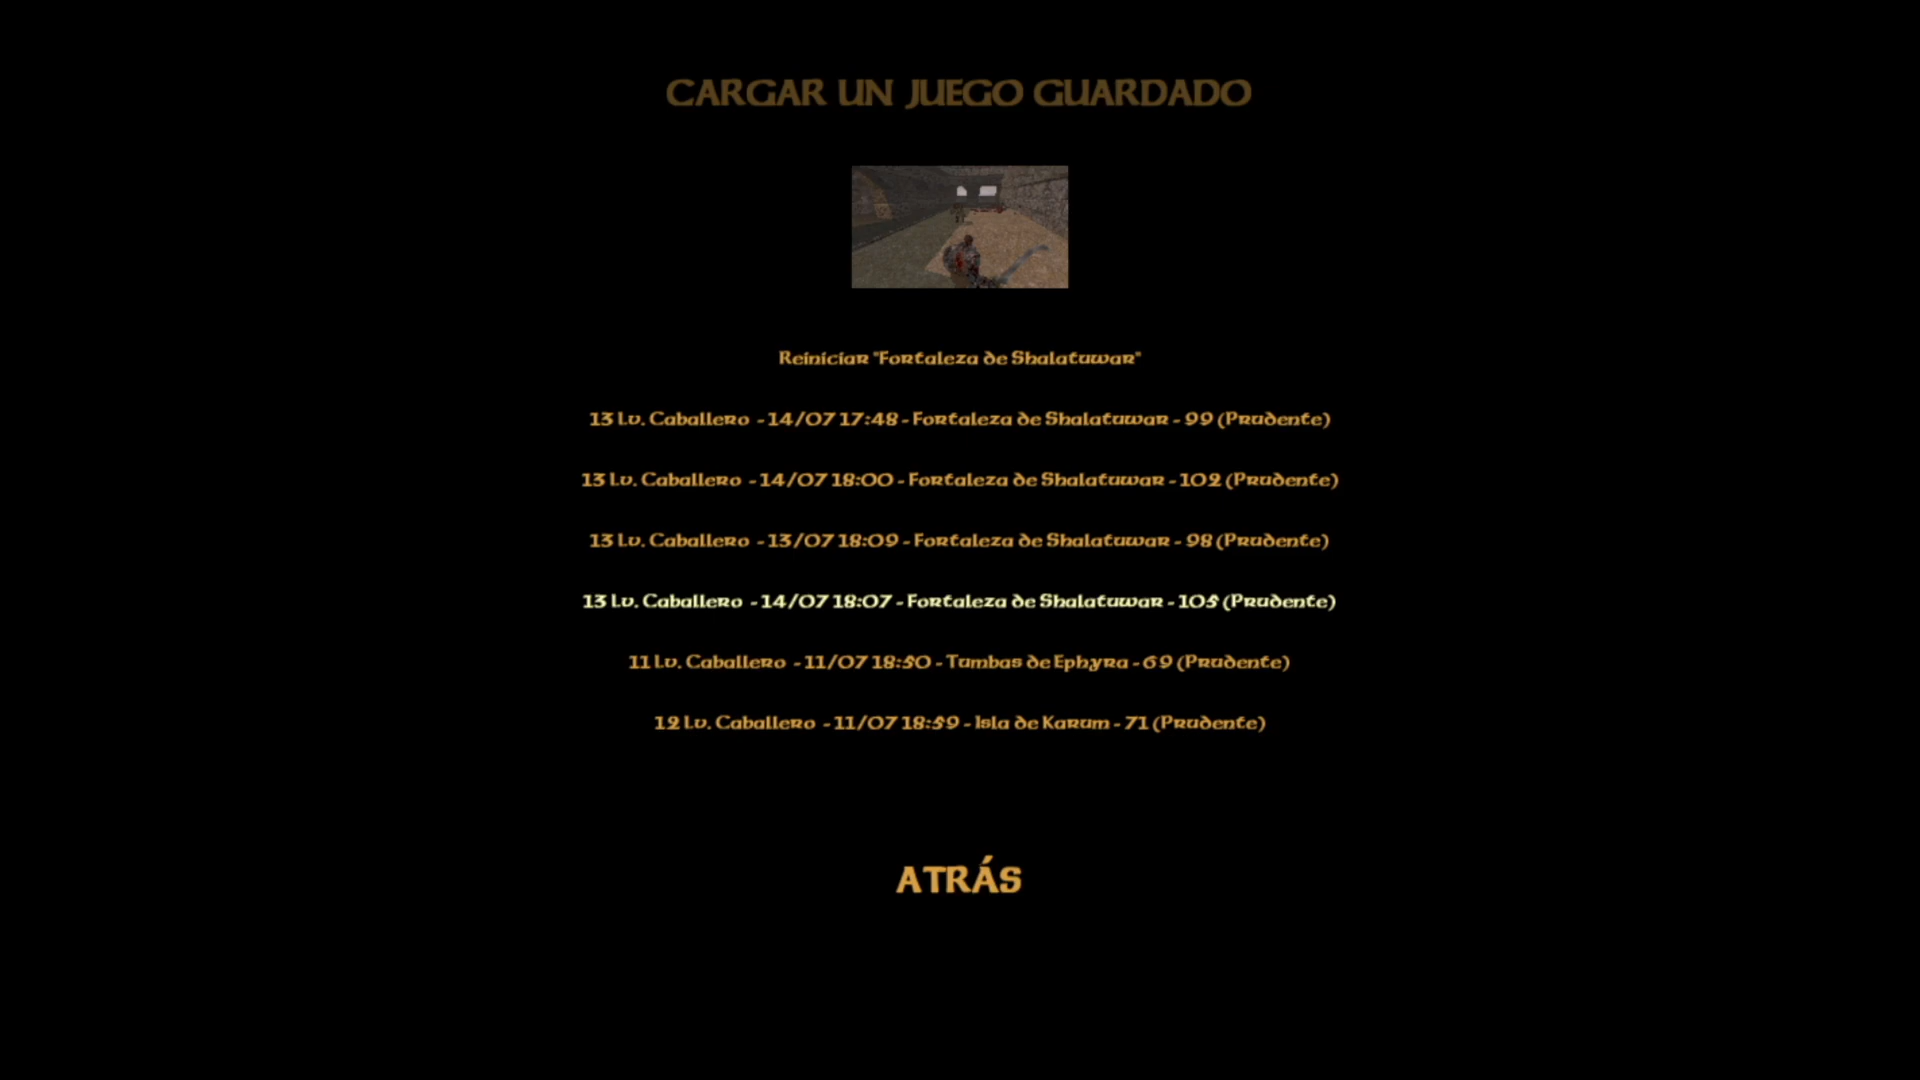 CARGAR UN JUEGO GUARDADO
Reiniciar "Fortaleza de Shalatuwar"
13 Lv. Caballero - 14/07 17:48 - Fortaleza de Shalatuwar - 99 (Prudente)
13 Lv. Caballero - 14/07 18:00 - Fortaleza de Shalatuwar - 102 (Prudente)
13 Lv. Caballero - 13/07 18:09 - Fortaleza de Shalatuwar - 98 (Prudente)
13 Lv. Caballero - 14/07 18:07 - Fortaleza de Shalatuwar - 105 (Prudente)
11 Lv. Caballero - 11/07 18:50 - Tumbas de Ephyra - 69 (Prudente)
12 Lv. Caballero - 11/07 18:59 - Isla de Karum - 71 (Prudente)
ATRÁS